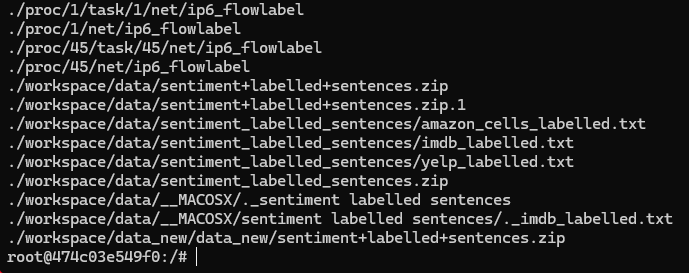 ./proc/1/task/1/net/ip6_flowlabel
./proc/1/net/ip6_flowlabel
./proc/45/task/45/net/ip6_flowlabel
./proc/45/net/ip6_flowlabel
./workspace/data/sentiment+labelled+sentences.zip
./workspace/data/sentiment+labelled+sentences.zip.1
./workspace/data/sentiment_labelled_sentences/amazon_cells_labelled.txt
./workspace/data/sentiment_labelled_sentences/imdb_labelled.txt
./workspace/data/sentiment_labelled_sentences/yelp_labelled.txt
./workspace/data/sentiment_labelled_sentences.zip
./workspace/data/__MACOSX/._sentiment labelled sentences
./workspace/data/__MACOSX/sentiment labelled sentences/._imdb_labelled.txt
./workspace/data_new/data_new/sentiment+labelled+sentences.zip
root@474c03e549f0:/#